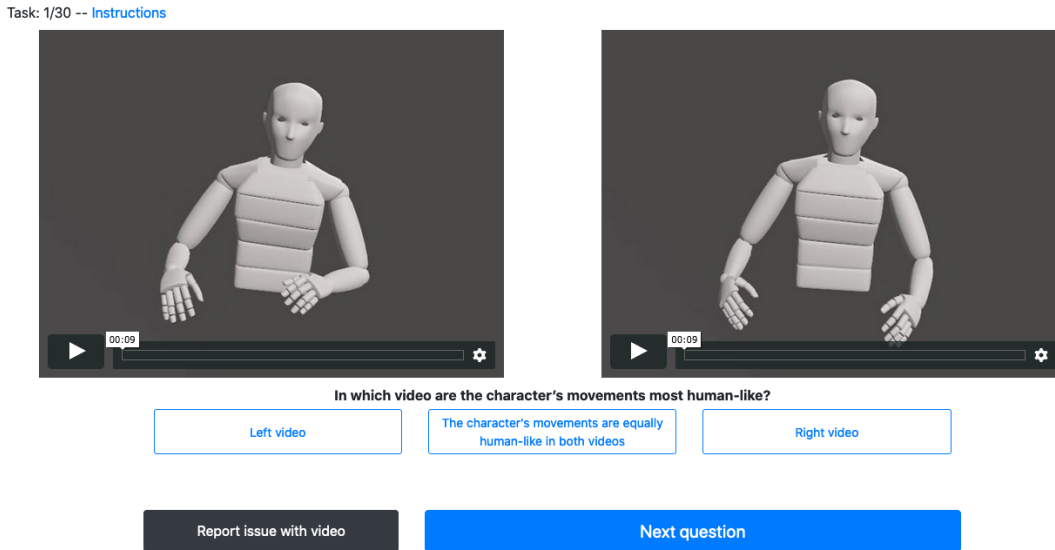 Task: 1/30 -- Instructions
00:09
00:09
In which video are the character's movements most human-like?
Left video
The character's movements are equally
human-like in both videos
Right video
Report issue with video
Next question